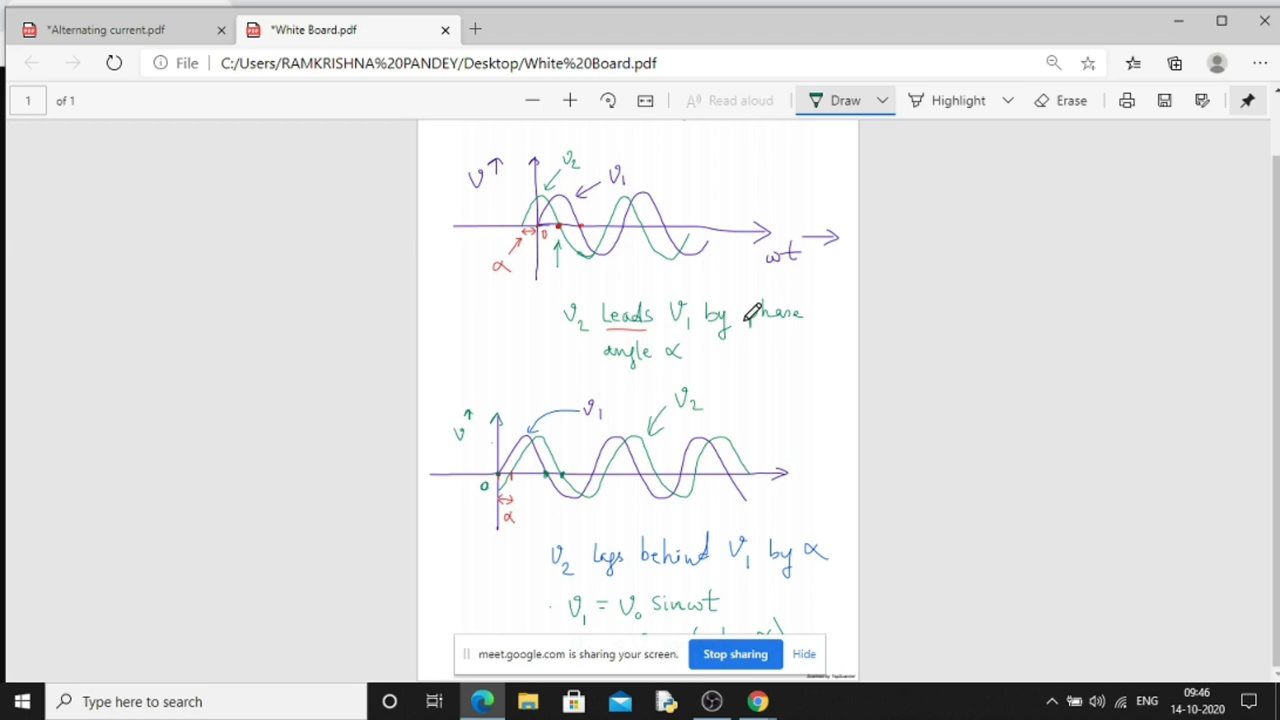 *Alternating current.pdf
*White Board.pdf
File | C:/Users/RAMKRISHNA%20PANDEY/Desktop/White%20Board.pdf
1 of 1
Read aloud
Draw
Highlight
Erase
V↑
V2
V1
0
α
ωt →
V2 Leads V1 by phase
angle α
V↑
V1
V2
0
α
V2 lags behind V1 by α
V1 = V0 sinωt
meet.google.com is sharing your screen.
Stop sharing
Hide
Type here to search
ENG
09:46
14-10-2020